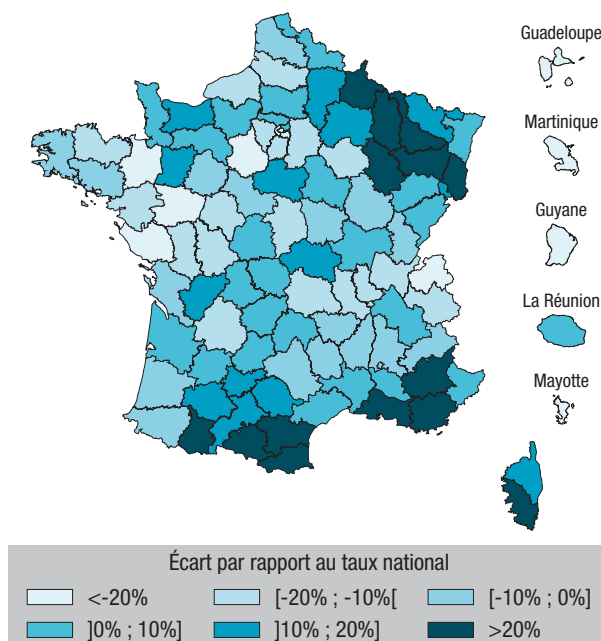 Guadeloupe
Martinique
Guyane
La Réunion
Mayotte
Écart par rapport au taux national
<-20%
[-20% ; -10%[
[-10% ; 0%]
]0% ; 10%]
]10% ; 20%]
>20%